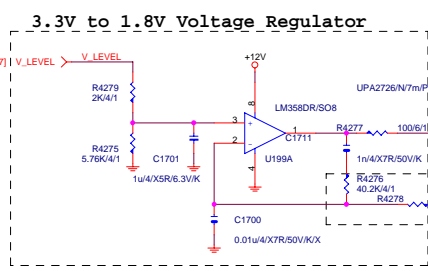 3.3V to 1.8V Voltage Regulator
7] V_LEVEL V_LEVEL
+12V
R4279
2K/4/1
UPA2726/N/7m/P
8
LM358DR/SO8
3 + 1 R4277 100/6/1
2 − C1711
R4275
5.76K/4/1
C1701
U199A
1n/4/X7R/50V/K
1u/4/X5R/6.3V/K
4
R4276
40.2K/4/1
R4278
C1700
0.01u/4/X7R/50V/K/X